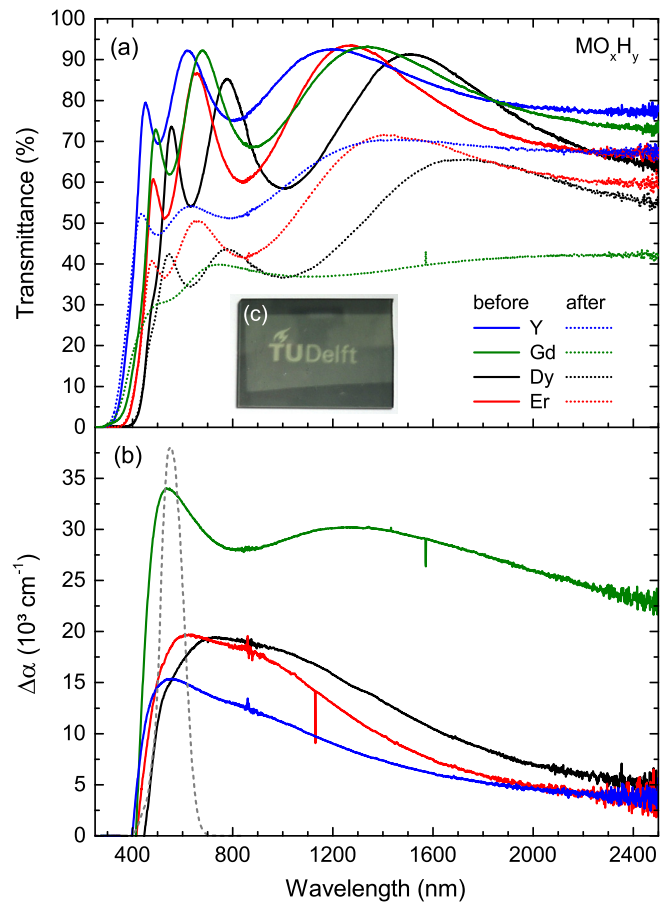 (a)
MOₓHᵧ
Transmittance (%)
100
90
80
70
60
50
40
30
20
10
0
(c)
TUDelft
before after
Y
Gd
Dy
Er
(b)
Δα (10³ cm⁻¹)
35
30
25
20
15
10
5
0
400 800 1200 1600 2000 2400
Wavelength (nm)